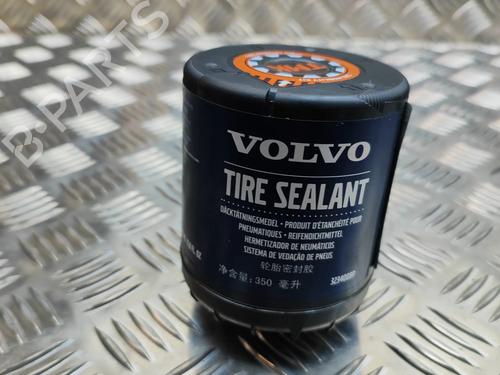 B-PARTS
VOLVO
TIRE SEALANT
DÄCKTÄTNINGSMEDEL • PRODUIT D'ÉTANCHÉITÉ POUR
PNEUMATIQUES • REIFENDICHTMITTEL
HERMETIZADOR DE NEUMÁTICOS
SISTEMA DE VEDAÇÃO DE PNEUS
轮胎密封胶
净含量:350 毫升